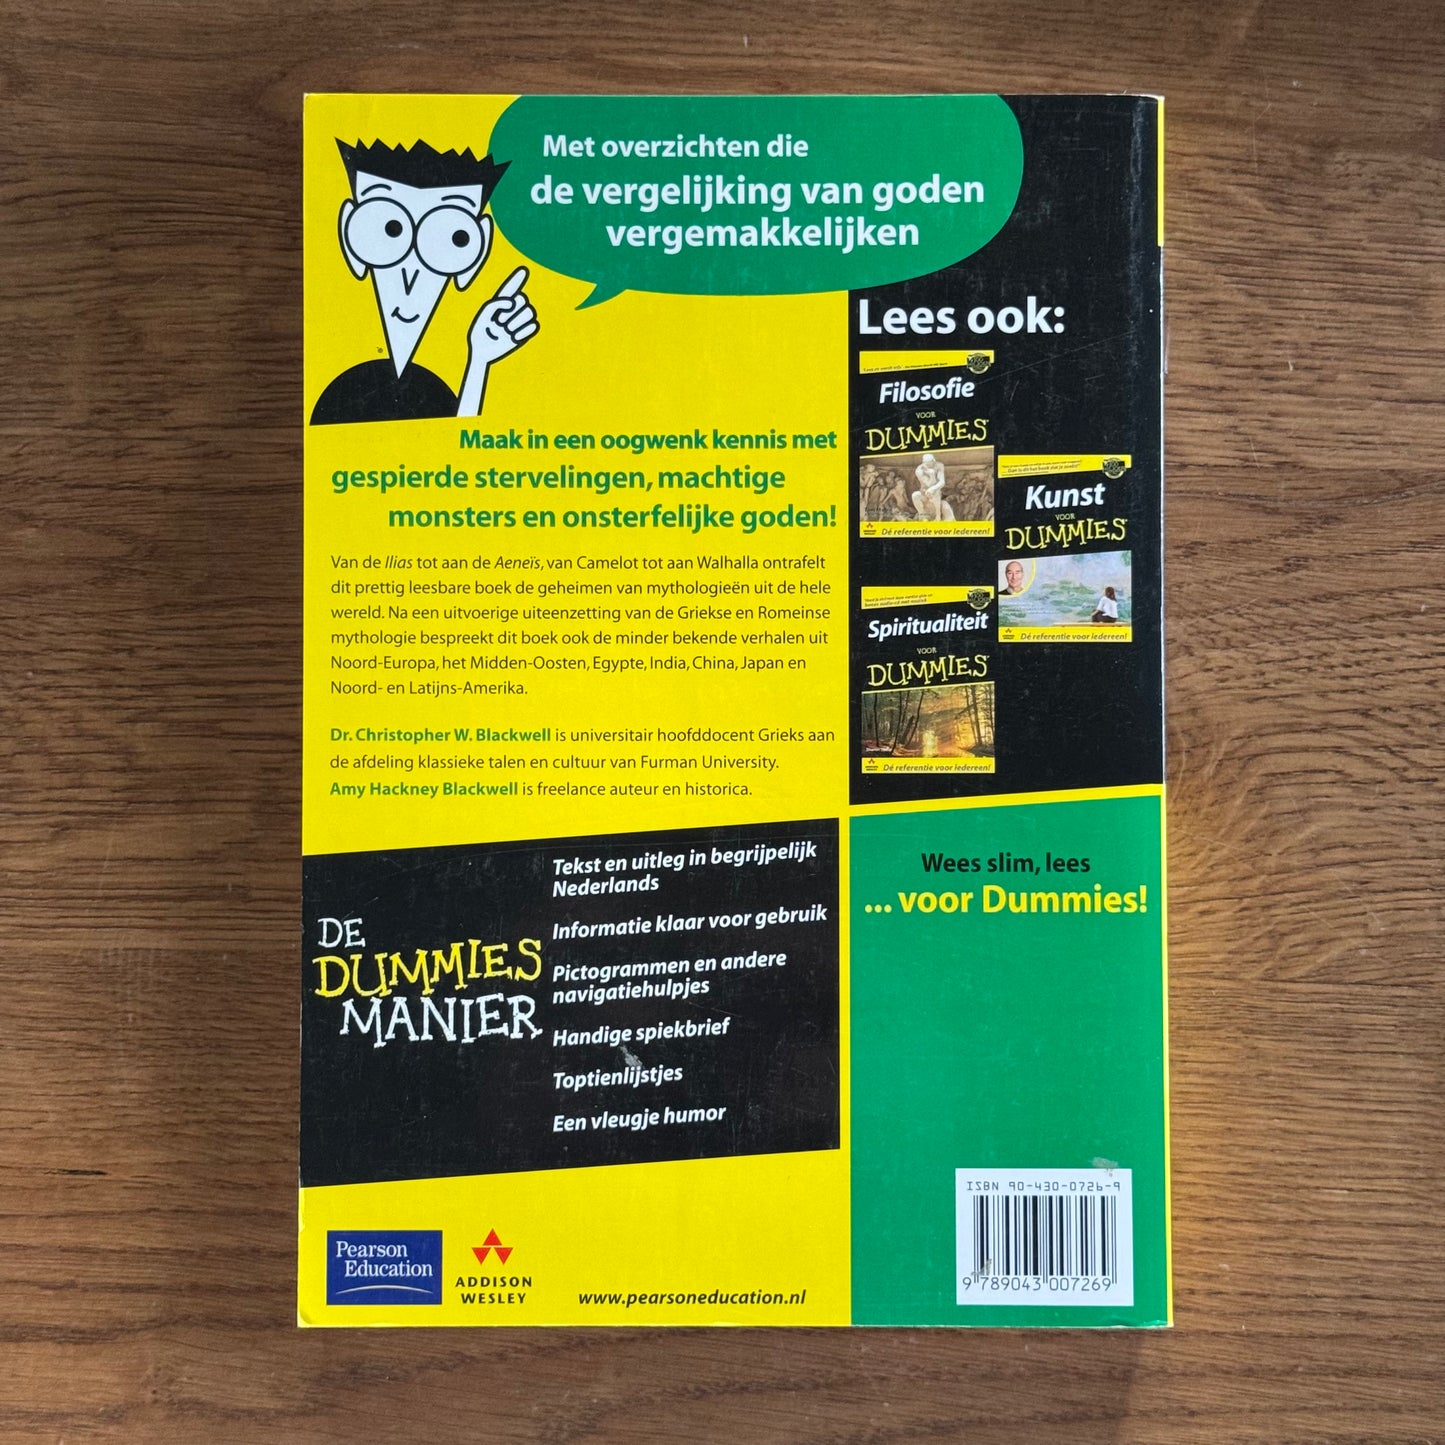 Met overzichten die
de vergelijking van goden
vergemakkelijken
Maak in een oogwenk kennis met
gespierde stervelingen, machtige
monsters en onsterfelijke goden!
Van de Ilias tot aan de Aeneïs, van Camelot tot aan Walhalla ontrafelt
dit prettig leesbare boek de geheimen van mythologieën uit de hele
wereld. Na een uitvoerige uiteenzetting van de Griekse en Romeinse
mythologie bespreekt dit boek ook de minder bekende verhalen uit
Noord-Europa, het Midden-Oosten, Egypte, India, China, Japan en
Noord- en Latijns-Amerika.
Dr. Christopher W. Blackwell is universitair hoofddocent Grieks aan
de afdeling klassieke talen en cultuur van Furman University.
Amy Hackney Blackwell is freelance auteur en historica.
DE
DUMMIES
MANIER
Tekst en uitleg in begrijpelijk
Nederlands
Informatie klaar voor gebruik
Pictogrammen en andere
navigatiehulpjes
Handige spiekbrief
Toptienlijstjes
Een vleugje humor
Pearson
Education
ADDISON
WESLEY
www.pearsoneducation.nl
Lees ook:
Filosofie
VOOR
DUMMIES
Dé referentie voor iedereen!
Kunst
VOOR
DUMMIES
Dé referentie voor iedereen!
Spiritualiteit
VOOR
DUMMIES
Dé referentie voor iedereen!
Wees slim, lees
... voor Dummies!
ISBN 90-430-0726-9
9 789043 007269